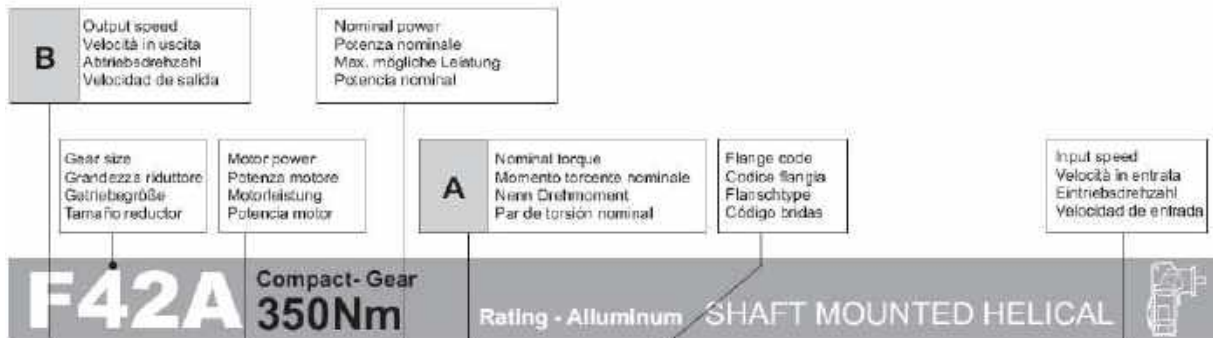 B
Output speed
Velocità in uscita
Abtriebsdrehzahl
Velocidad de salida
Nominal power
Potenza nominale
Max. mögliche Leistung
Potencia nominal
Gear size
Grandezza riduttore
Getriebegröße
Tamaño reductor
Motor power
Potenza motore
Motorleistung
Potencia motor
A
Nominal torque
Momento torcente nominale
Nenn Drehmoment
Par de torsión nominal
Flange code
Codice flangia
Flanschtype
Código bridas
Input speed
Velocità in entrata
Eintriebsdrehzahl
Velocidad de entrada
F42A
Compact- Gear
350Nm
Rating - Alluminum
SHAFT MOUNTED HELICAL